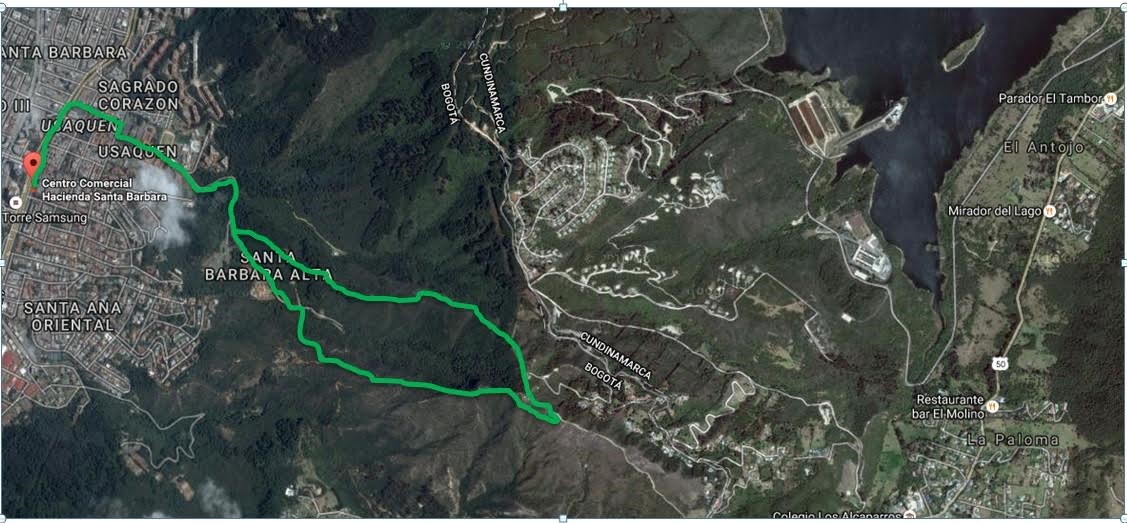 ANTA BARBARA
SAGRADO
CORAZON
O III
USAQUEN
USAQUEN
Centro Comercial
Hacienda Santa Barbara
Torre Samsung
SANTA
BARBARA ALTA
SANTA ANA
ORIENTAL
CUNDINAMARCA
BOGOTÁ
CUNDINAMARCA
BOGOTÁ
Parador El Tambor
El Antojo
Mirador del Lago
50
Restaurante
bar El Molino
La Paloma
Colegio Los Alcaparros